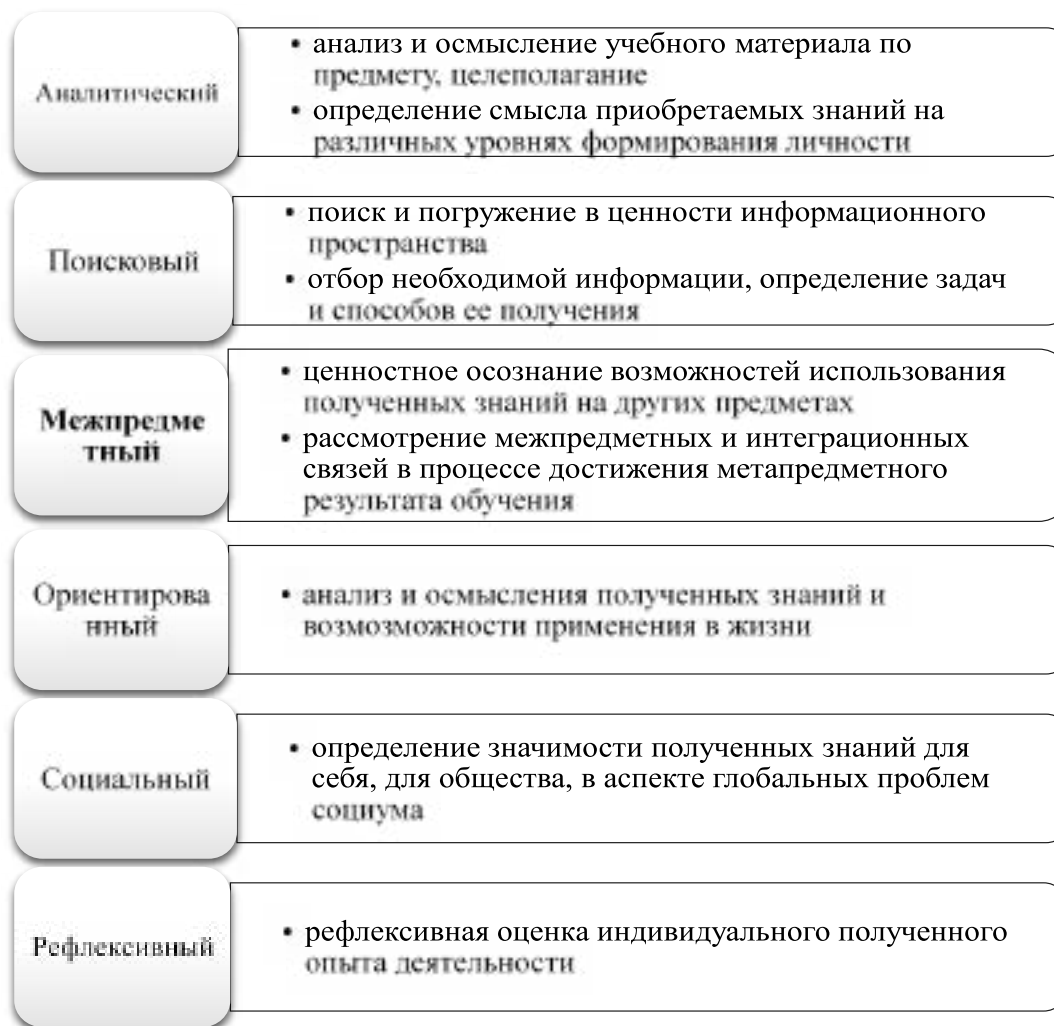 Аналитический
• анализ и осмысление учебного материала по
предмету, целеполагание
• определение смысла приобретаемых знаний на
различных уровнях формирования личности
Поисковый
• поиск и погружение в ценности информационного
пространства
• отбор необходимой информации, определение задач
и способов ее получения
Межпредме
тный
• ценностное осознание возможностей использования
полученных знаний на других предметах
• рассмотрение межпредметных и интеграционных
связей в процессе достижения метапредметного
результата обучения
Ориентирова
нный
• анализ и осмысления полученных знаний и
возмозможности применения в жизни
Социальный
• определение значимости полученных знаний для
себя, для общества, в аспекте глобальных проблем
социума
Рефлексивный
• рефлексивная оценка индивидуального полученного
опыта деятельности